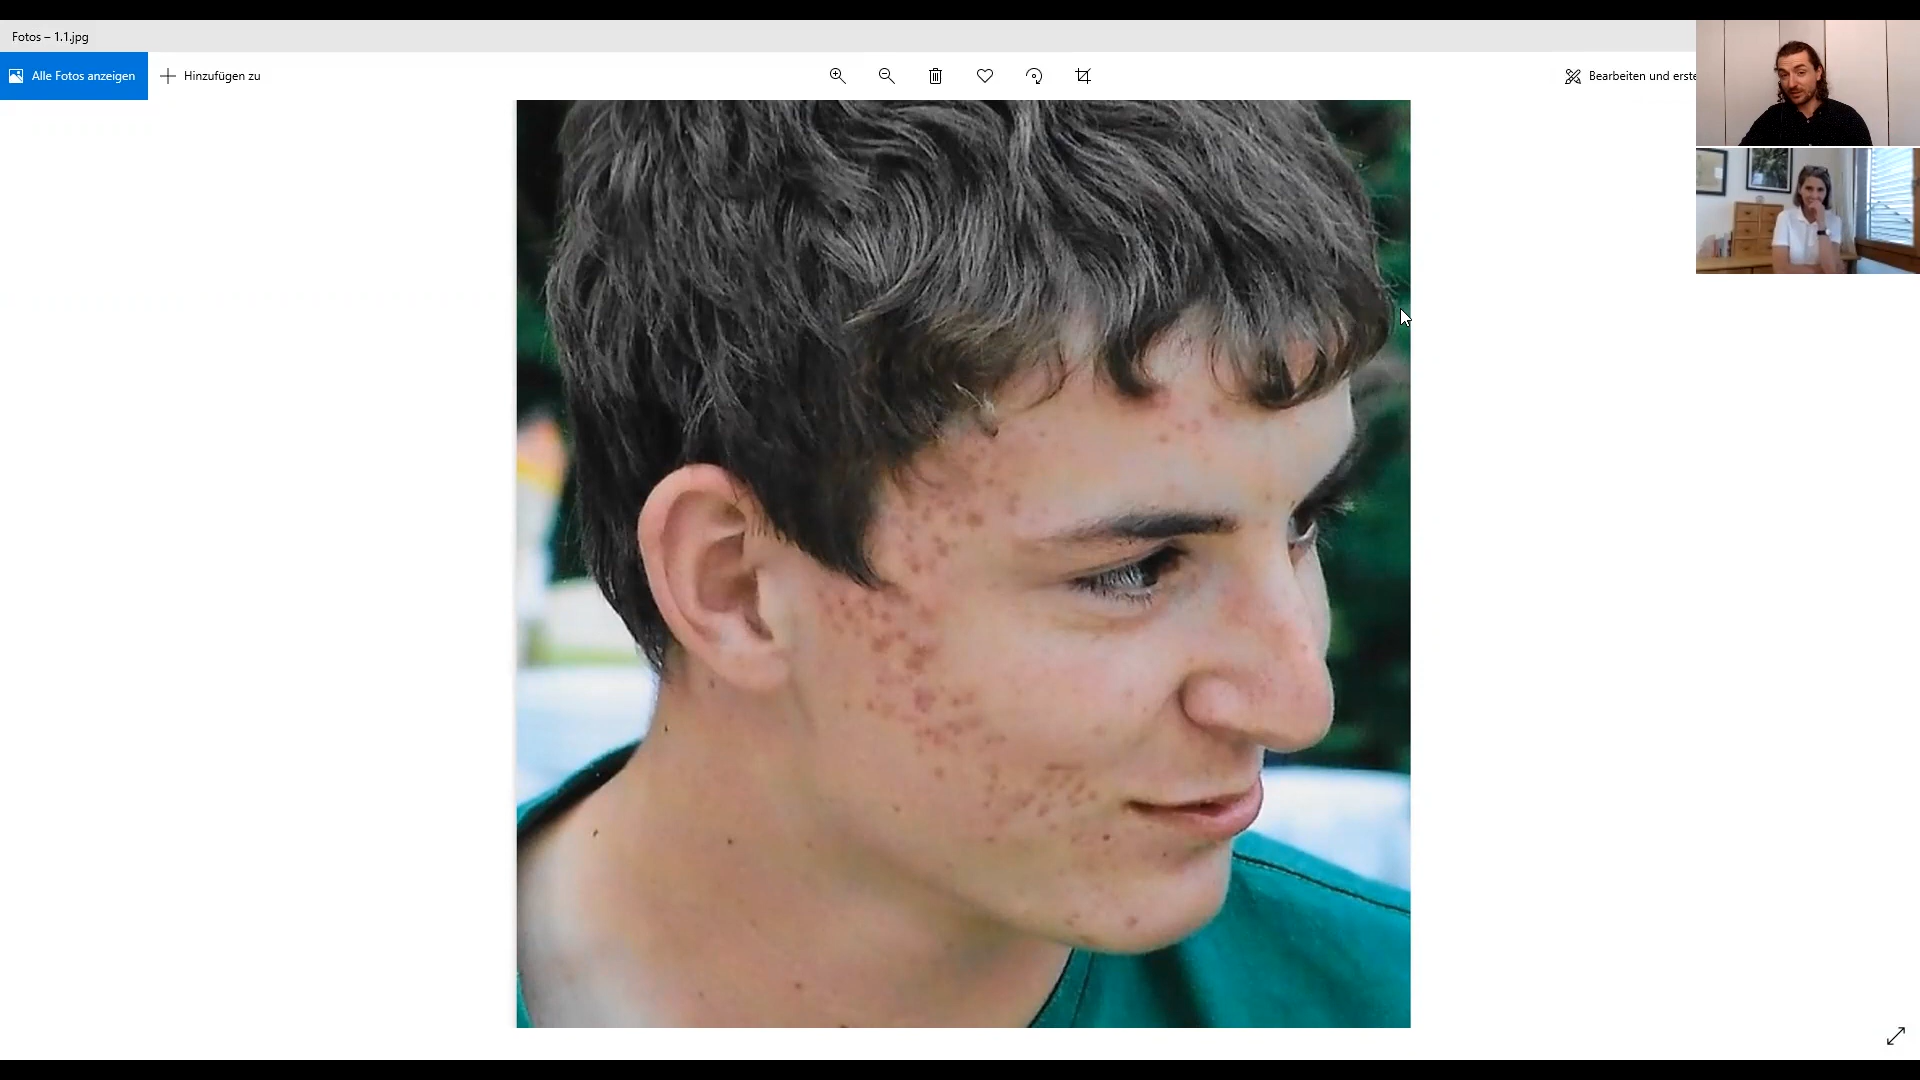 Fotos – 1.1.jpg
Alle Fotos anzeigen
Hinzufügen zu
Bearbeiten und erste